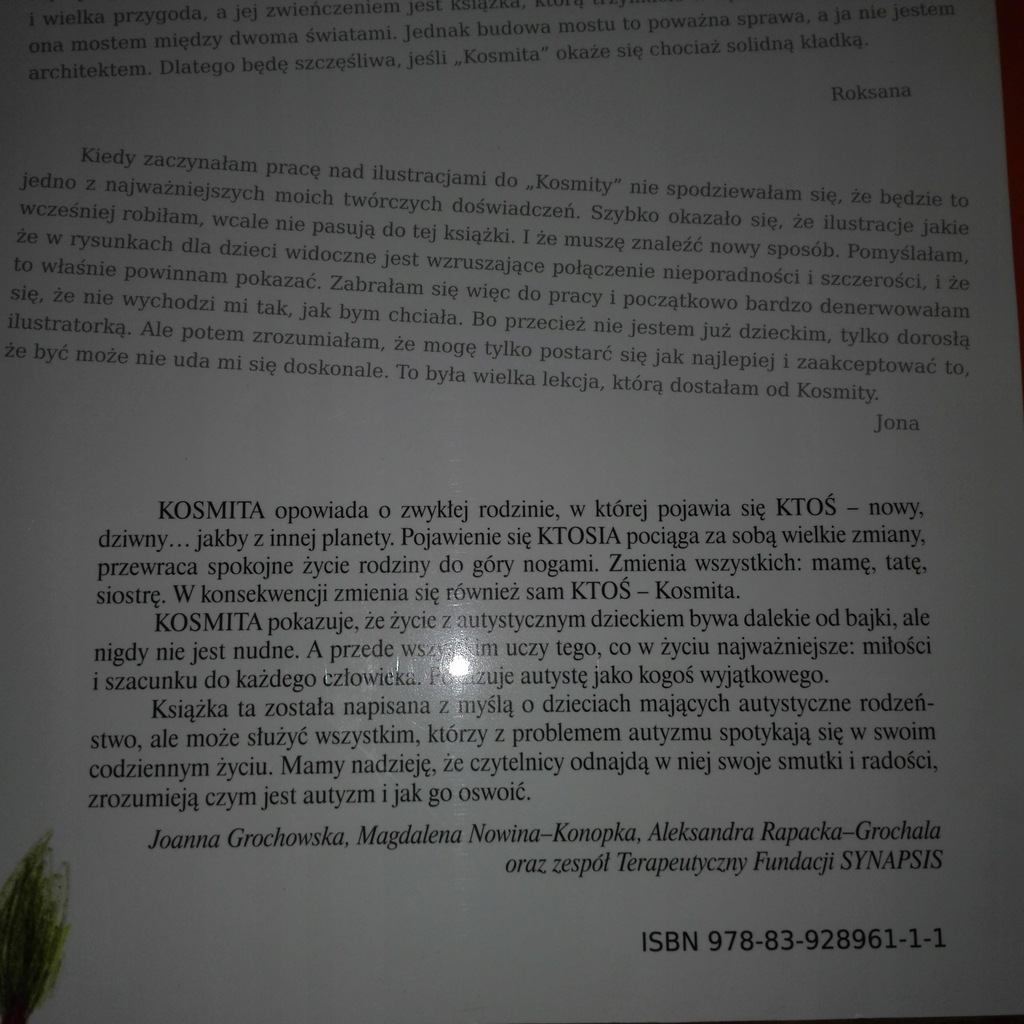 i wielka przygoda, a jej zwieńczeniem jest książka, którą
ona mostem między dwoma światami. Jednak budowa mostu to poważna sprawa, a ja nie jestem
architektem. Dlatego będę szczęśliwa, jeśli „Kosmita” okaże się chociaż solidną kładką.
Roksana
Kiedy zaczynałam pracę nad ilustracjami do „Kosmity” nie spodziewałam się, że będzie to
jedno z najważniejszych moich twórczych doświadczeń. Szybko okazało się, że ilustracje jakie
wcześniej robiłam, wcale nie pasują do tej książki. I że muszę znaleźć nowy sposób. Pomyślałam,
że w rysunkach dla dzieci widoczne jest wzruszające połączenie nieporadności i szczerości, i że
to właśnie powinnam pokazać. Zabrałam się więc do pracy i początkowo bardzo denerwowałam
się, że nie wychodzi mi tak, jak bym chciała. Bo przecież nie jestem już dzieckim, tylko dorosłą
ilustratorką. Ale potem zrozumiałam, że mogę tylko postarć się jak najlepiej i zaakceptować to,
że być może nie uda mi się doskonale. To była wielka lekcja, którą dostałam od Kosmity.
Jona
KOSMITA opowiada o zwykłej rodzinie, w której pojawia się KTOŚ – nowy,
dziwny… jakby z innej planety. Pojawienie się KTOSIA pociąga za sobą wielkie zmiany,
przewraca spokojne życie rodziny do góry nogami. Zmienia wszystkich: mamę, tatę,
siostrę. W konsekwencji zmienia się również sam KTOŚ – Kosmita.
KOSMITA pokazuje, że życie z autystycznym dzieckiem bywa dalekie od bajki, ale
nigdy nie jest nudne. A przede wszystkim uczy tego, co w życiu najważniejsze: miłości
i szacunku do każdego człowieka. Pokazuje autystę jako kogoś wyjątkowego.
Książka ta została napisana z myślą o dzieciach mających autystyczne rodzeń-
stwo, ale może służyć wszystkim, którzy z problemem autyzmu spotykają się w swoim
codziennym życiu. Mamy nadzieję, że czytelnicy odnajdą w niej swoje smutki i radości,
zrozumieją czym jest autyzm i jak go oswoić.
Joanna Grochowska, Magdalena Nowina–Konopka, Aleksandra Rapacka–Grochala
oraz zespół Terapeutyczny Fundacji SYNAPSIS
ISBN 978-83-928961-1-1